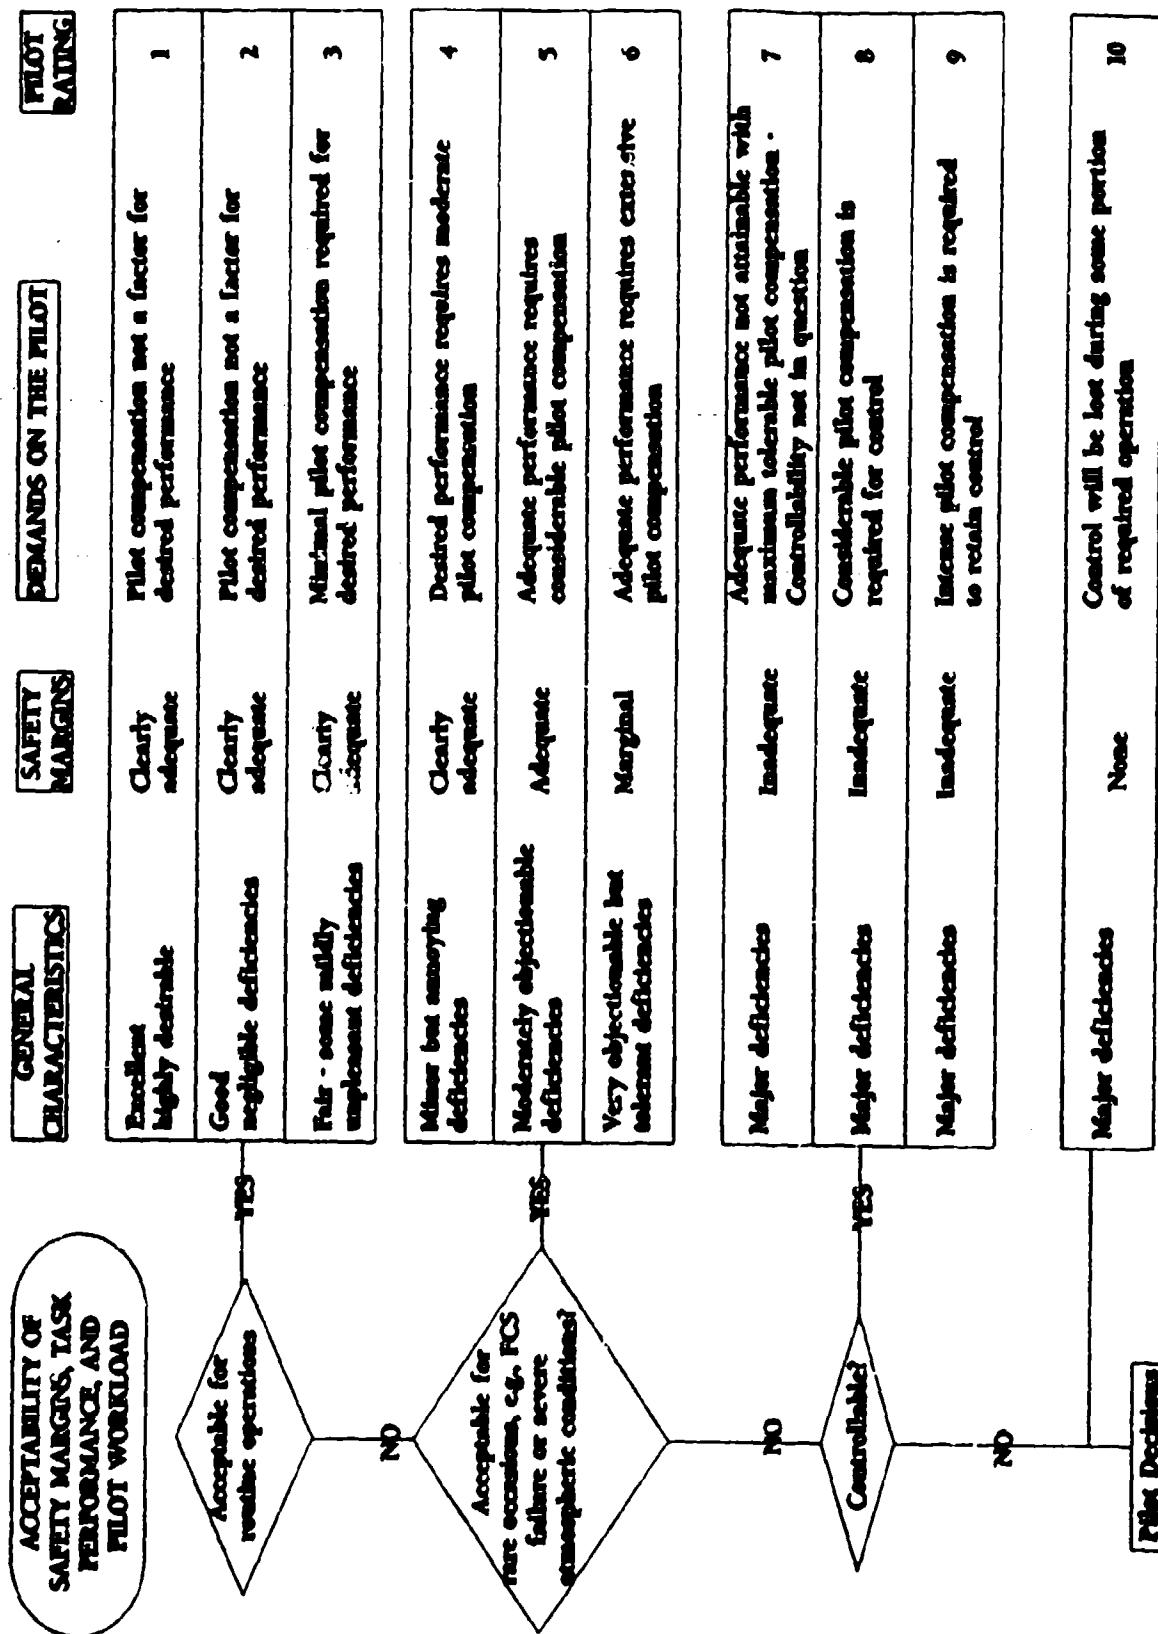 ACCEPTABILITY OF
SAFETY MARGINS, TASK
PERFORMANCE, AND
PILOT WORKLOAD
GENERAL
CHARACTERISTICS
SAFETY
MARGINS
DEMANDS ON THE PILOT
PILOT
RATING
Acceptable for
routine operations
YES
Excellent
highly desirable
Clearly
adequate
Pilot compensation not a factor for
desired performance
1
Good
negligible deficiencies
Clearly
adequate
Pilot compensation not a factor for
desired performance
2
Fair - some mildly
unpleasant deficiencies
Clearly
adequate
Minimal pilot compensation required for
desired performance
3
NO
Acceptable for
rare occasions, e.g., FCS
failure or severe
atmospheric conditions?
YES
Minor but annoying
deficiencies
Clearly
adequate
Desired performance requires moderate
pilot compensation
4
Moderately objectionable
deficiencies
Adequate
Adequate performance requires
considerable pilot compensation
5
Very objectionable but
tolerant deficiencies
Marginal
Adequate performance requires extensive
pilot compensation
6
NO
Controllable?
YES
Major deficiencies
Inadequate
Adequate performance not attainable with
maximum tolerable pilot compensation -
Controllability not in question
7
Major deficiencies
Inadequate
Considerable pilot compensation is
required for control
8
Major deficiencies
Inadequate
Intense pilot compensation is required
to retain control
9
NO
Major deficiencies
None
Control will be lost during some portion
of required operation
10
Pilot Decisions